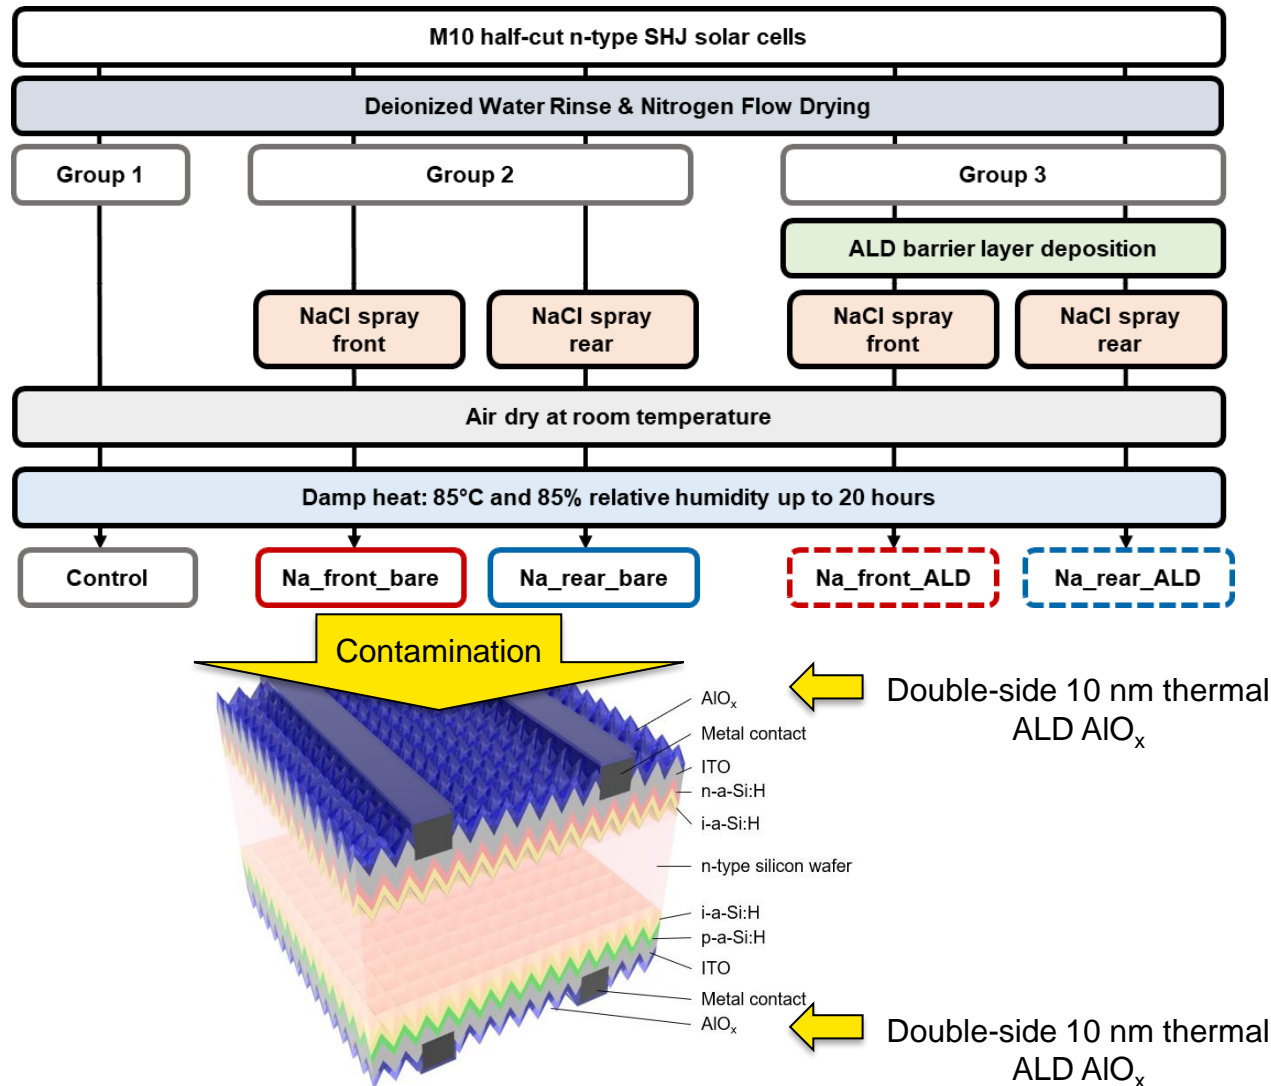 M10 half-cut n-type SHJ solar cells
Deionized Water Rinse & Nitrogen Flow Drying
Group 1
Group 2
Group 3
ALD barrier layer deposition
NaCl spray
front
NaCl spray
rear
NaCl spray
front
NaCl spray
rear
Air dry at room temperature
Damp heat: 85°C and 85% relative humidity up to 20 hours
Control
Na_front_bare
Na_rear_bare
Na_front_ALD
Na_rear_ALD
Contamination
AlOx
Metal contact
ITO
n-a-Si:H
i-a-Si:H
n-type silicon wafer
i-a-Si:H
p-a-Si:H
ITO
Metal contact
AlOx
Double-side 10 nm thermal
ALD AlOx
Double-side 10 nm thermal
ALD AlOx